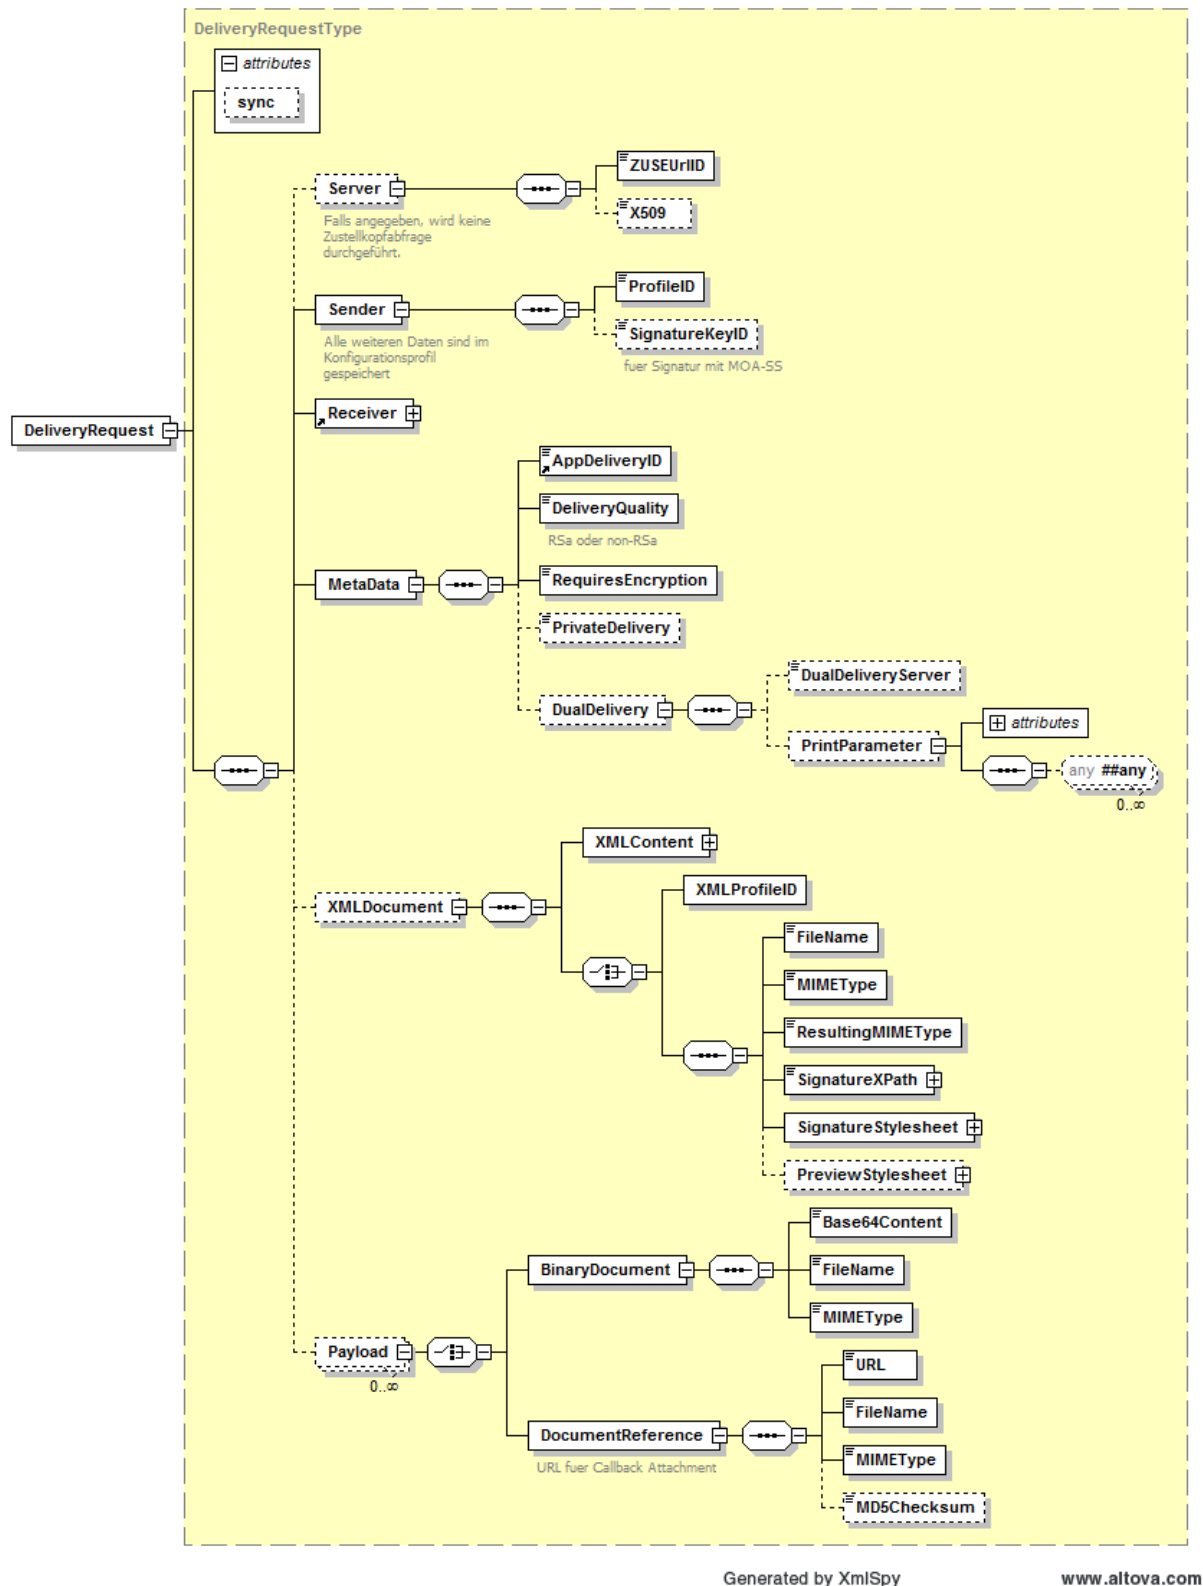 DeliveryRequestType
attributes
sync
Server
Falls angegeben, wird keine
Zustellkopfabfrage
durchgeführt.
ZUSEUrlID
X509
Sender
Alle weiteren Daten sind im
Konfigurationsprofil
gespeichert
ProfileID
SignatureKeyID
fuer Signatur mit MOA-SS
Receiver
DeliveryRequest
AppDeliveryID
DeliveryQuality
RSa oder non-RSa
MetaData
RequiresEncryption
PrivateDelivery
DualDelivery
DualDeliveryServer
PrintParameter
attributes
any ##any
0..∞
XMLDocument
XMLContent
XMLProfileID
FileName
MIMEType
ResultingMIMEType
SignatureXPath
SignatureStylesheet
PreviewStylesheet
Payload
0..∞
BinaryDocument
Base64Content
FileName
MIMEType
DocumentReference
URL fuer Callback Attachment
URL
FileName
MIMEType
MD5Checksum
Generated by XmlSpy www.altova.com